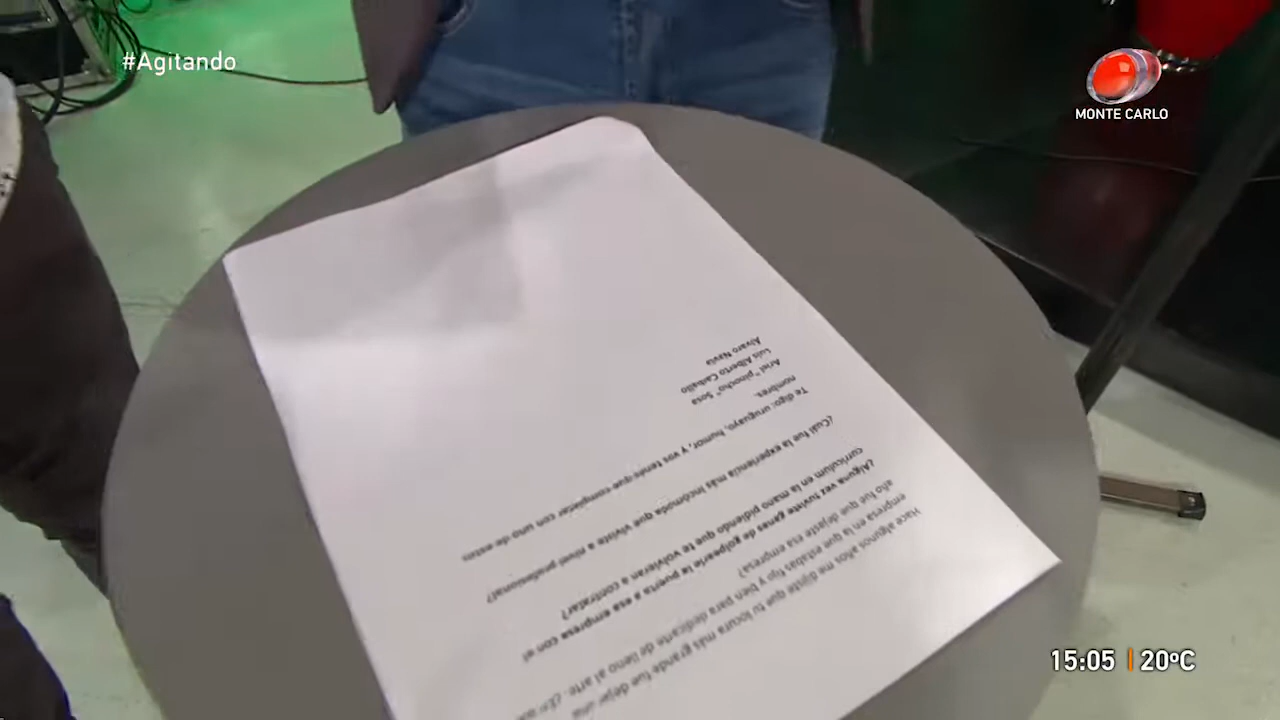 #Agitando
MONTE CARLO
Hace algunos años me dijiste que tu locura más grande fue dejar una
empresa en la que estabas fijo y bien para dedicarte de lleno al arte. ¿En
año fue que dejaste esa empresa?
¿Alguna vez tuviste ganas de golpearle la puerta a esa empresa con el
curriculum en la mano pidiendo que te volvieran a contratar?
¿Cuál fue la experiencia más incómoda que viviste a nivel profesional?
Te digo: uruguayo, humor, y vos tenés que completar con uno de estos
nombres.
Ariel "pinocho" Sosa
Luis Alberto Carballo
Alvaro Navia
15:05 20ºC